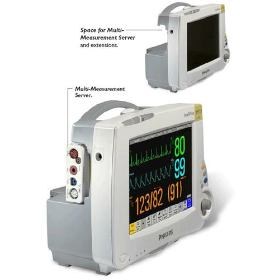 Space for Multi-
Measurement Server
and extensions.
Multi-Measurement
Server.
80
99
123/82 (91)
PHILIPS